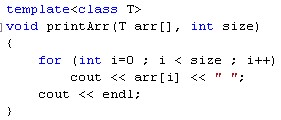 template<class T>
void printArr(T arr[], int size)
{
    for (int i=0 ; i < size ; i++)
        cout << arr[i] << " ";
    cout << endl;
}